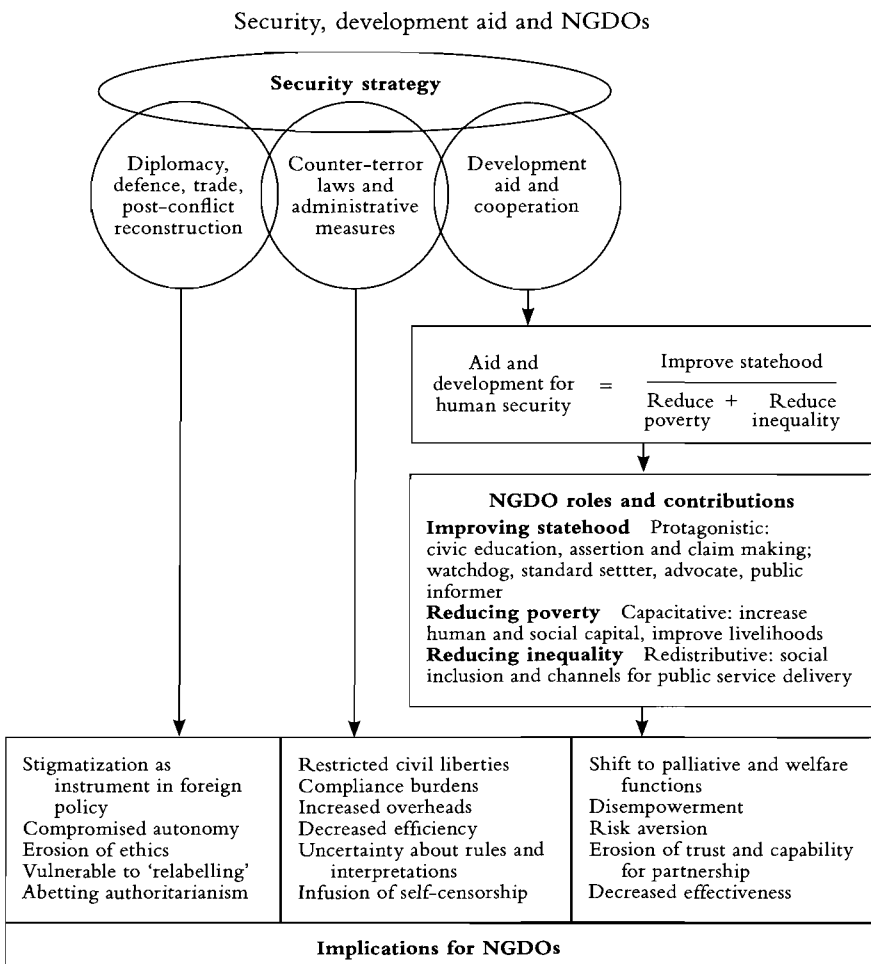 Security, development aid and NGDOs
Security strategy
Diplomacy,
defence, trade,
post-conflict
reconstruction
Counter-terror
laws and
administrative
measures
Development
aid and
cooperation
Aid and
development for
human security
=
Improve statehood
Reduce + Reduce
poverty inequality
NGDO roles and contributions
Improving statehood Protagonistic:
civic education, assertion and claim making;
watchdog, standard settter, advocate, public
informer
Reducing poverty Capacitative: increase
human and social capital, improve livelihoods
Reducing inequality Redistributive: social
inclusion and channels for public service delivery
Stigmatization as
instrument in foreign
policy
Compromised autonomy
Erosion of ethics
Vulnerable to ‘relabelling’
Abetting authoritarianism
Restricted civil liberties
Compliance burdens
Increased overheads
Decreased efficiency
Uncertainty about rules and
interpretations
Infusion of self-censorship
Shift to palliative and welfare
functions
Disempowerment
Risk aversion
Erosion of trust and capability
for partnership
Decreased effectiveness
Implications for NGDOs